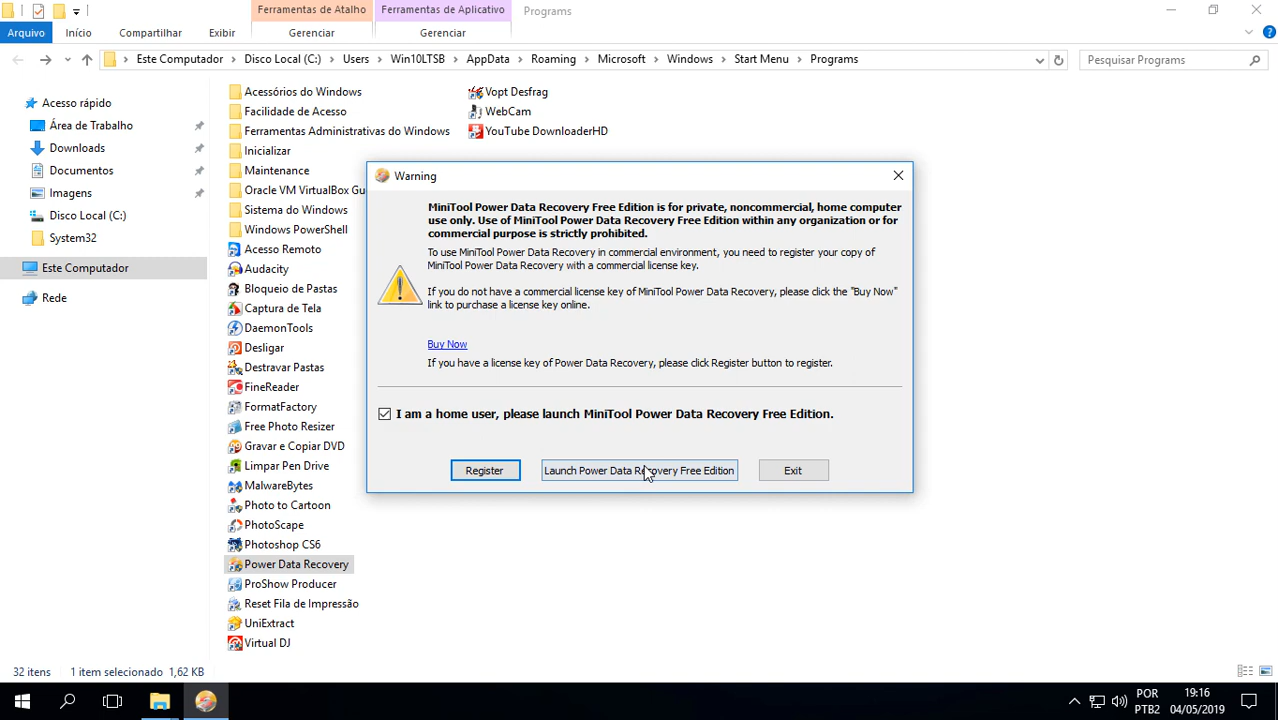 Ferramentas de Atalho
Ferramentas de Aplicativo
Programs
Arquivo
Início
Compartilhar
Exibir
Gerenciar
Gerenciar
Este Computador
Disco Local (C:)
Users
Win10LTSB
AppData
Roaming
Microsoft
Windows
Start Menu
Programs
Pesquisar Programs
Acesso rápido
Área de Trabalho
Downloads
Documentos
Imagens
Disco Local (C:)
System32
Este Computador
Rede
Acessórios do Windows
Facilidade de Acesso
Ferramentas Administrativas do Windows
Inicializar
Maintenance
Oracle VM VirtualBox Gu
Sistema do Windows
Windows PowerShell
Acesso Remoto
Audacity
Bloqueio de Pastas
Captura de Tela
DaemonTools
Desligar
Destravar Pastas
FineReader
FormatFactory
Free Photo Resizer
Gravar e Copiar DVD
Limpar Pen Drive
MalwareBytes
Photo to Cartoon
PhotoScape
Photoshop CS6
Power Data Recovery
ProShow Producer
Reset Fila de Impressão
UniExtract
Virtual DJ
Vopt Desfrag
WebCam
YouTube DownloaderHD
Warning
MiniTool Power Data Recovery Free Edition is for private, noncommercial, home computer
use only. Use of MiniTool Power Data Recovery Free Edition within any organization or for
commercial purpose is strictly prohibited.
To use MiniTool Power Data Recovery in commercial environment, you need to register your copy of
MiniTool Power Data Recovery with a commercial license key.
If you do not have a commercial license key of MiniTool Power Data Recovery, please click the "Buy Now"
link to purchase a license key online.
Buy Now
If you have a license key of Power Data Recovery, please click Register button to register.
I am a home user, please launch MiniTool Power Data Recovery Free Edition.
Register
Launch Power Data Recovery Free Edition
Exit
32 itens
1 item selecionado 1,62 KB
POR
PTB2
19:16
04/05/2019